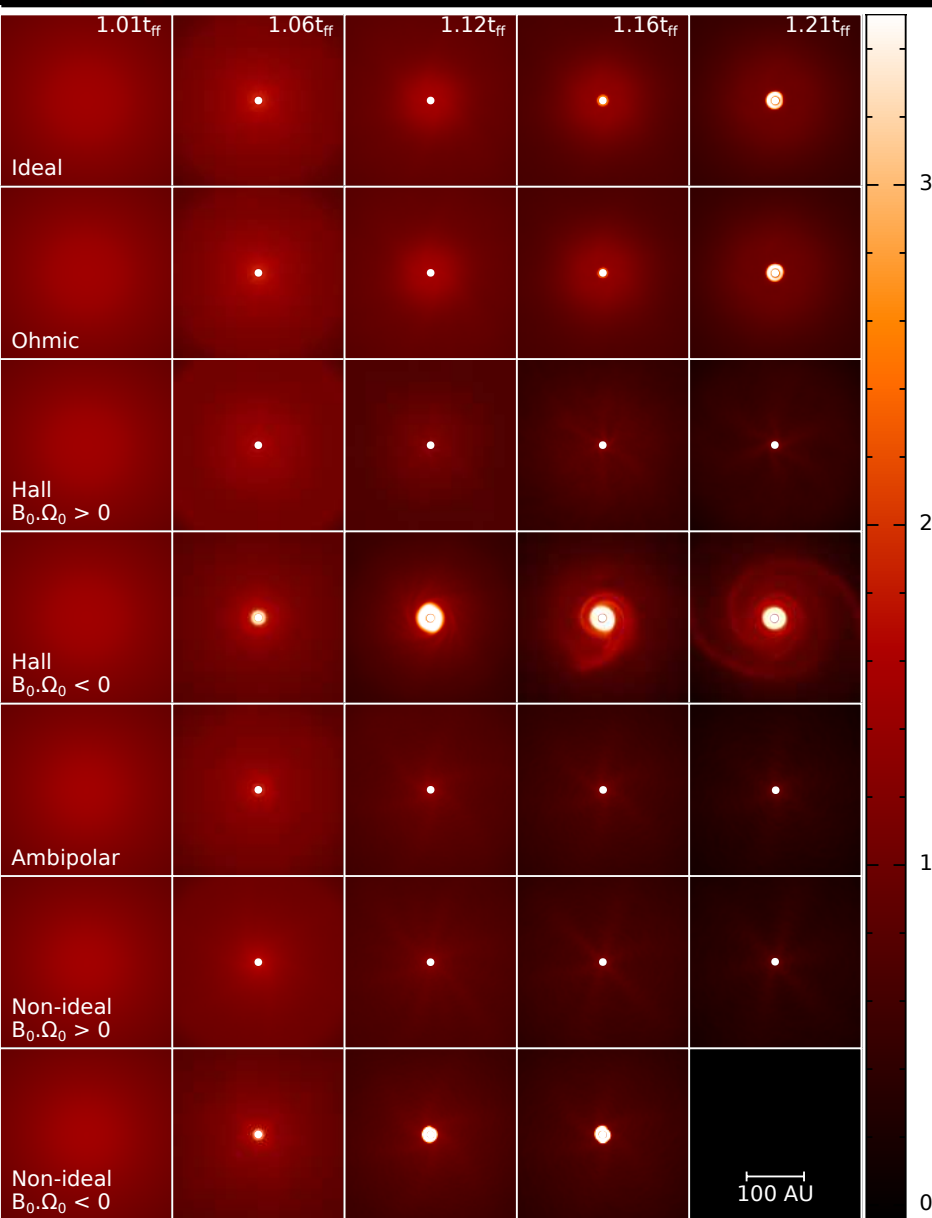 1.01t_ff 1.06t_ff 1.12t_ff 1.16t_ff 1.21t_ff
Ideal
3
Ohmic
Hall
B₀.Ω₀ > 0
2
Hall
B₀.Ω₀ < 0
Ambipolar
1
Non-ideal
B₀.Ω₀ > 0
Non-ideal
B₀.Ω₀ < 0
100 AU
0